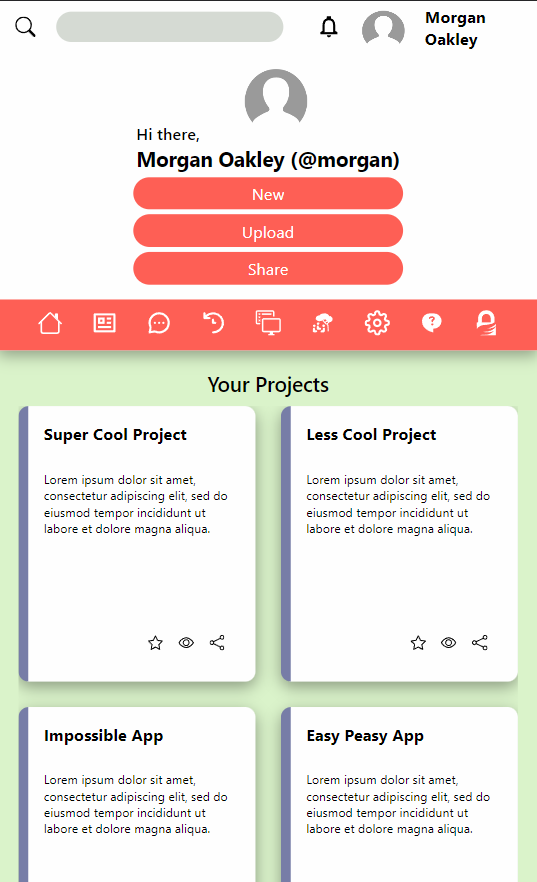 Morgan
Oakley
Hi there,
Morgan Oakley (@morgan)
New
Upload
Share
Your Projects
Super Cool Project
Lorem ipsum dolor sit amet,
consectetur adipiscing elit, sed do
eiusmod tempor incididunt ut
labore et dolore magna aliqua.
Less Cool Project
Lorem ipsum dolor sit amet,
consectetur adipiscing elit, sed do
eiusmod tempor incididunt ut
labore et dolore magna aliqua.
Impossible App
Lorem ipsum dolor sit amet,
consectetur adipiscing elit, sed do
eiusmod tempor incididunt ut
labore et dolore magna aliqua.
Easy Peasy App
Lorem ipsum dolor sit amet,
consectetur adipiscing elit, sed do
eiusmod tempor incididunt ut
labore et dolore magna aliqua.